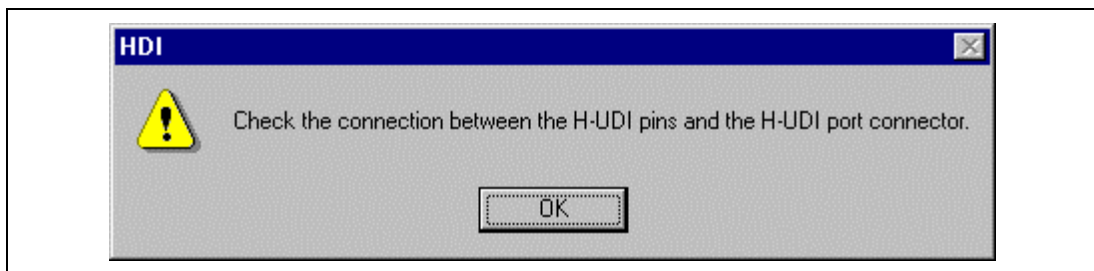 HDI
Check the connection between the H-UDI pins and the H-UDI port connector.
OK